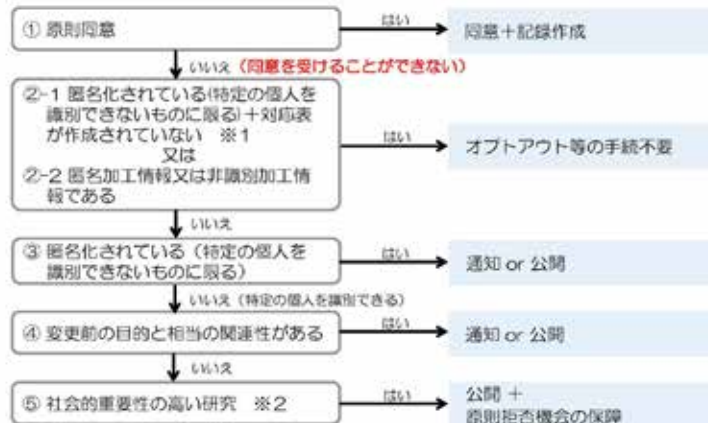 ① 原則同意
はい
同意+記録作成
いいえ(同意を受けることができない)
②-1 匿名化されている(特定の個人を
識別できないものに限る)+対応表
が作成されていない ※1
又は
②-2 匿名加工情報又は非識別加工情
報である
はい
オプトアウト等の手続不要
いいえ
③ 匿名化されている(特定の個人を
識別できないものに限る)
はい
通知 or 公開
いいえ(特定の個人を識別できる)
④ 変更前の目的と相当の関連性がある
はい
通知 or 公開
いいえ
⑤ 社会的重要性の高い研究 ※2
はい
公開 +
原則拒否機会の保障